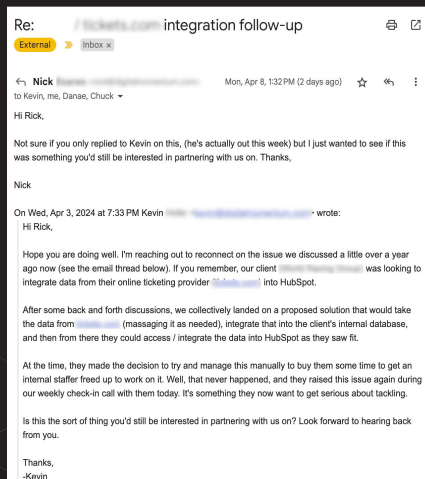 Re: integration follow-up
External Inbox ×
Nick Mon, Apr 8, 1:32 PM (2 days ago)
to Kevin, me, Danae, Chuck
Hi Rick,
Not sure if you only replied to Kevin on this, (he's actually out this week) but I just wanted to see if this
was something you'd still be interested in partnering with us on. Thanks,
Nick
On Wed, Apr 3, 2024 at 7:33 PM Kevin wrote:
Hi Rick,
Hope you are doing well. I'm reaching out to reconnect on the issue we discussed a little over a year
ago now (see the email thread below). If you remember, our client was looking to
integrate data from their online ticketing provider into HubSpot.
After some back and forth discussions, we collectively landed on a proposed solution that would take
the data from (massaging it as needed), integrate that into the client's internal database,
and then from there they could access / integrate the data into HubSpot as they saw fit.
At the time, they made the decision to try and manage this manually to buy them some time to get an
internal staffer freed up to work on it. Well, that never happened, and they raised this issue again during
our weekly check-in call with them today. It's something they now want to get serious about tackling.
Is this the sort of thing you'd still be interested in partnering with us on? Look forward to hearing back
from you.
Thanks,
-Kevin